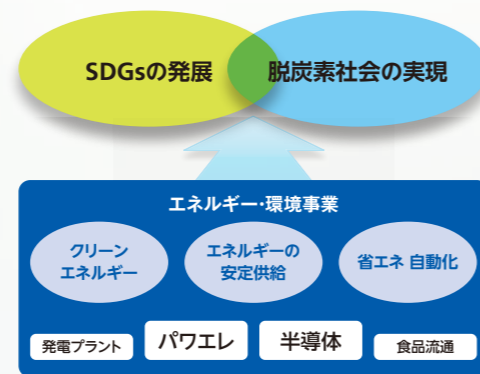 SDGsの発展
脱炭素社会の実現
エネルギー・環境事業
クリーン
エネルギー
エネルギーの
安定供給
省エネ 自動化
発電プラント
パワエレ
半導体
食品流通